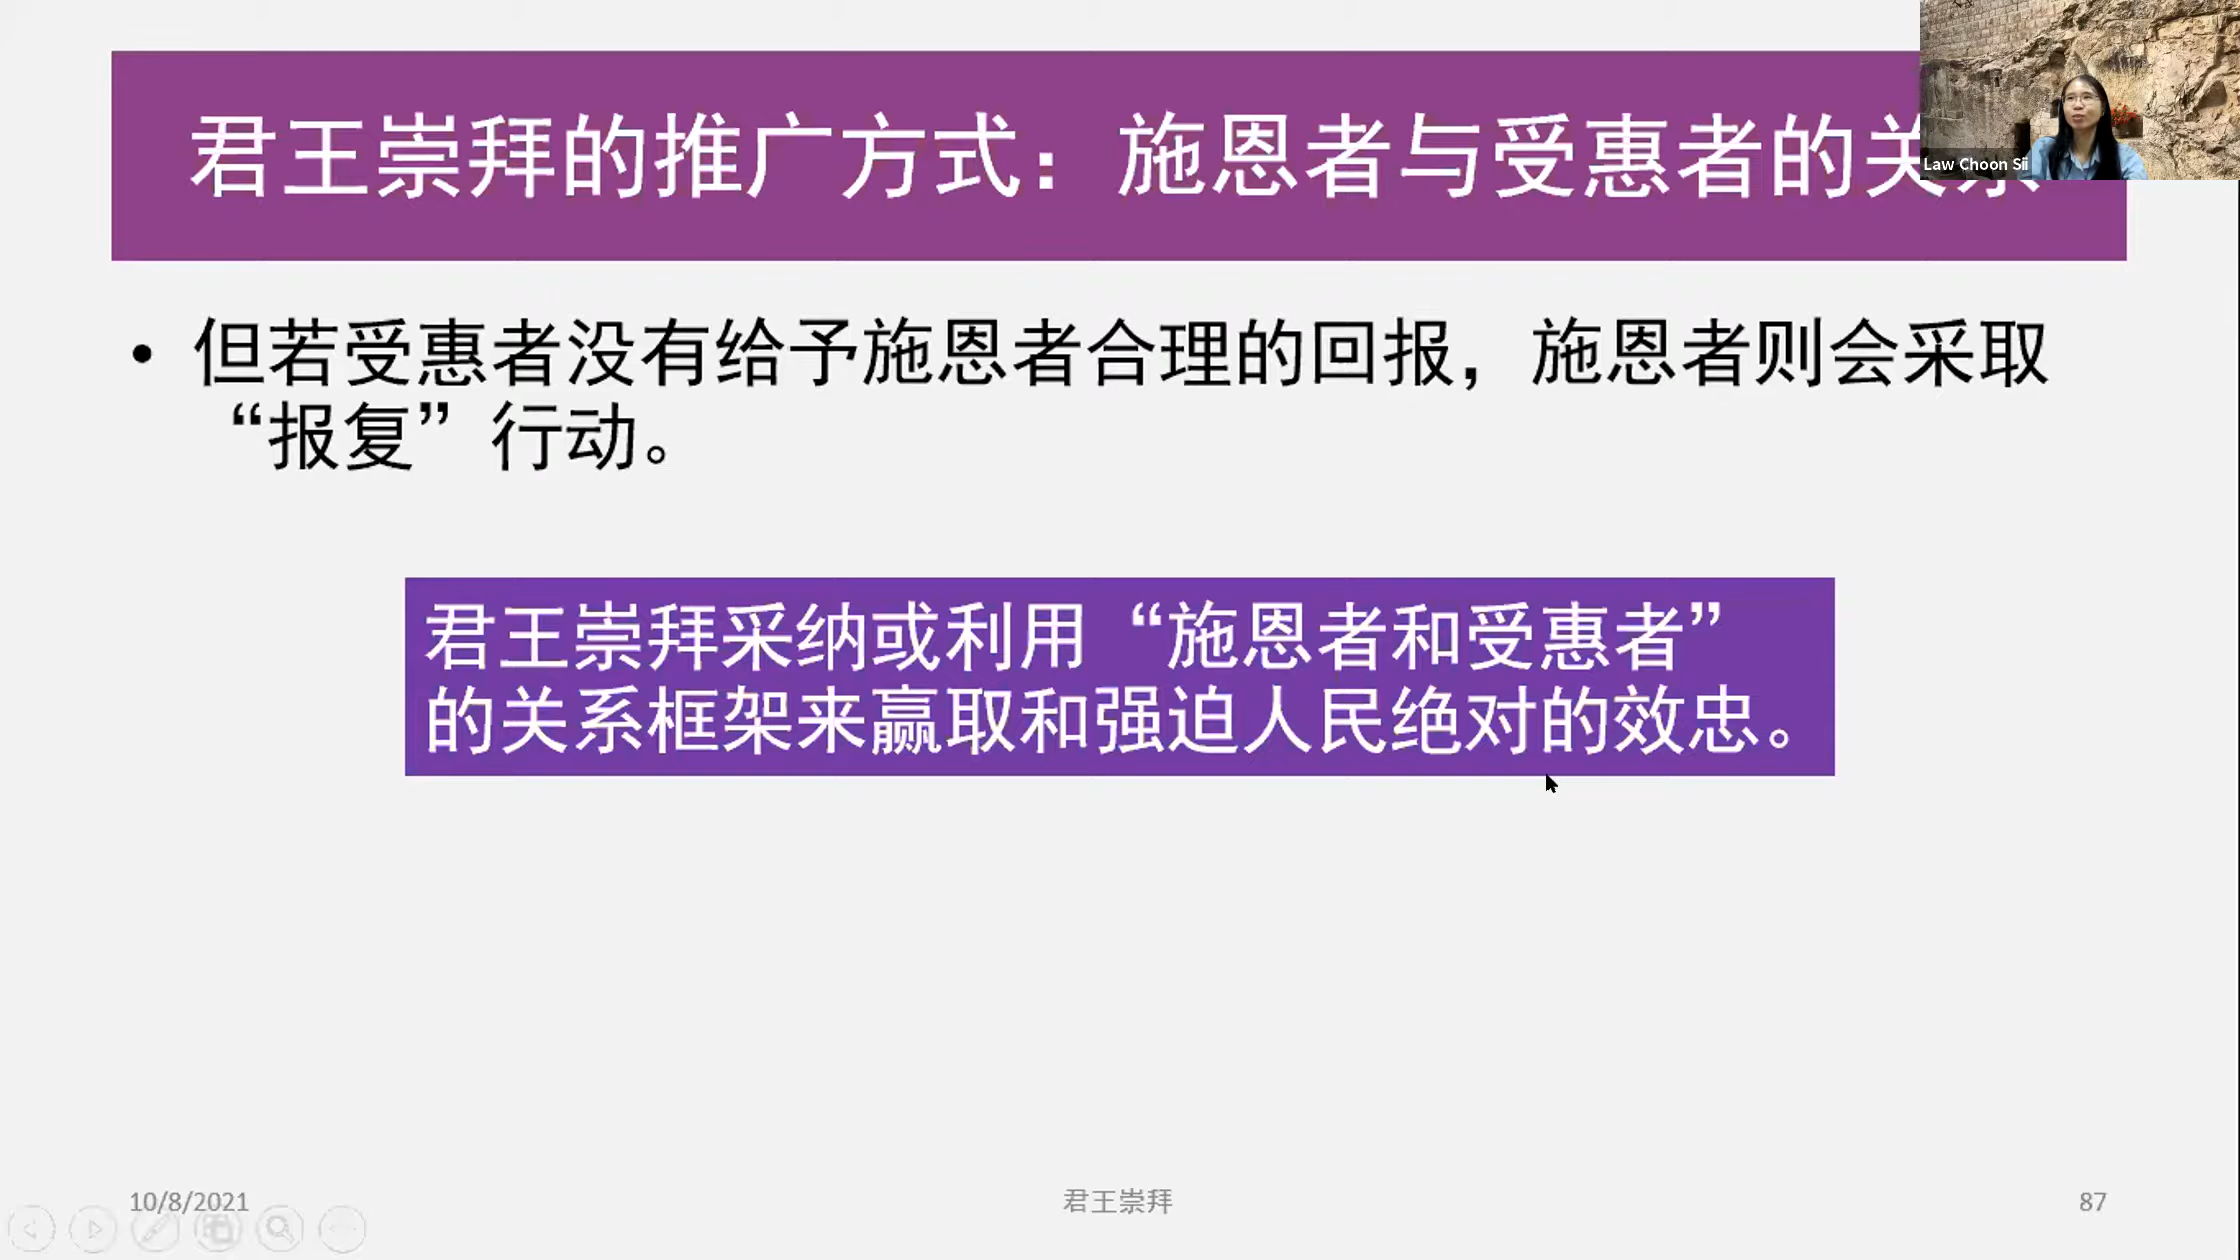 君王崇拜的推广方式：施恩者与受惠者的关系
Law Choon Sii
• 但若受惠者没有给予施恩者合理的回报，施恩者则会采取
“报复”行动。
君王崇拜采纳或利用“施恩者和受惠者”
的关系框架来赢取和强迫人民绝对的效忠。
10/8/2021
君王崇拜
87